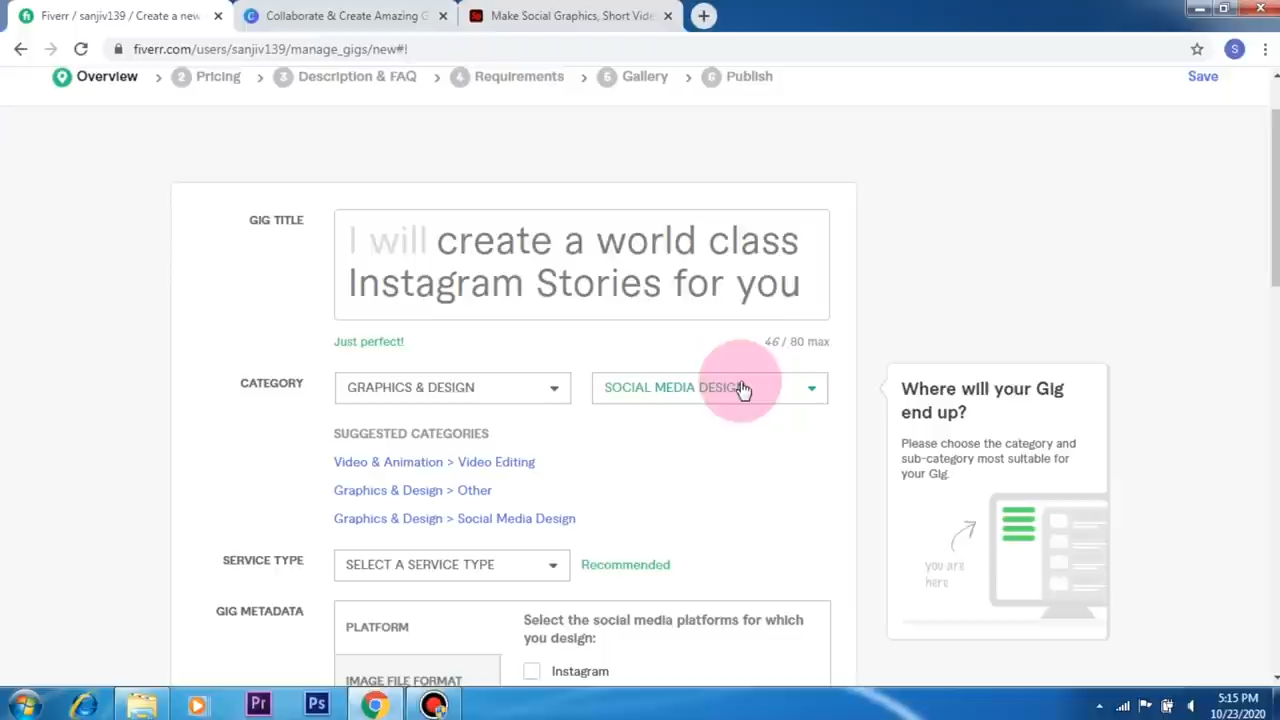 Fiverr / sanjiv139 / Create a new
Collaborate & Create Amazing G
Make Social Graphics, Short Vide
fiverr.com/users/sanjiv139/manage_gigs/new#!
S
Overview
2 Pricing
3 Description & FAQ
4 Requirements
5 Gallery
6 Publish
Save
GIG TITLE
I will create a world class
Instagram Stories for you
Just perfect!
46 / 80 max
CATEGORY
GRAPHICS & DESIGN
SOCIAL MEDIA DESIGN
SUGGESTED CATEGORIES
Video & Animation > Video Editing
Graphics & Design > Other
Graphics & Design > Social Media Design
Where will your Gig
end up?
Please choose the category and
sub-category most suitable for
your Gig.
you are
here
SERVICE TYPE
SELECT A SERVICE TYPE
Recommended
GIG METADATA
PLATFORM
IMAGE FILE FORMAT
Select the social media platforms for which
you design:
Instagram
Pr
Ps
5:15 PM
10/23/2020